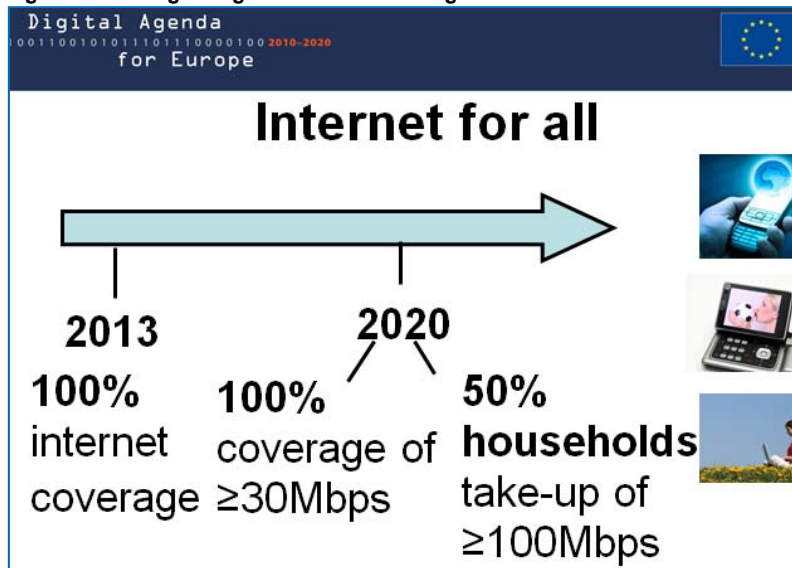 Digital Agenda
10011001010111011110000100 2010-2020
for Europe
Internet for all
2013
2020
100%
internet
coverage
100%
coverage of
≥30Mbps
50%
households
take-up of
≥100Mbps